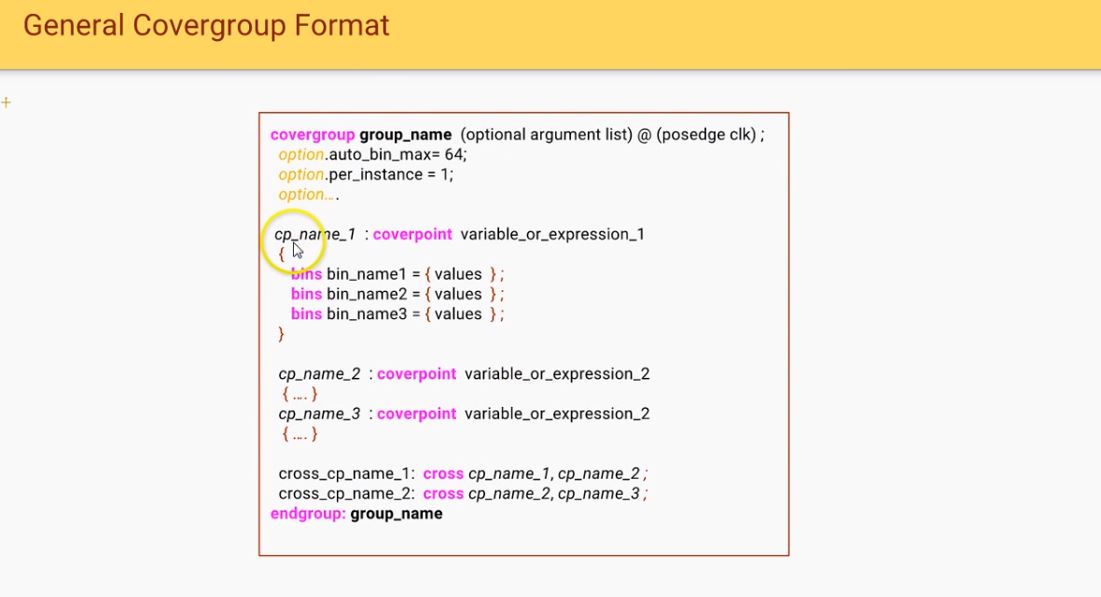 General Covergroup Format
+
covergroup group_name (optional argument list) @ (posedge clk) ;
option.auto_bin_max= 64;
option.per_instance = 1;
option....
cp_name_1 : coverpoint variable_or_expression_1
{
bins bin_name1 = { values } ;
bins bin_name2 = { values } ;
bins bin_name3 = { values } ;
}
cp_name_2 : coverpoint variable_or_expression_2
{ .... }
cp_name_3 : coverpoint variable_or_expression_2
{ .... }
cross_cp_name_1: cross cp_name_1, cp_name_2 ;
cross_cp_name_2: cross cp_name_2, cp_name_3 ;
endgroup: group_name